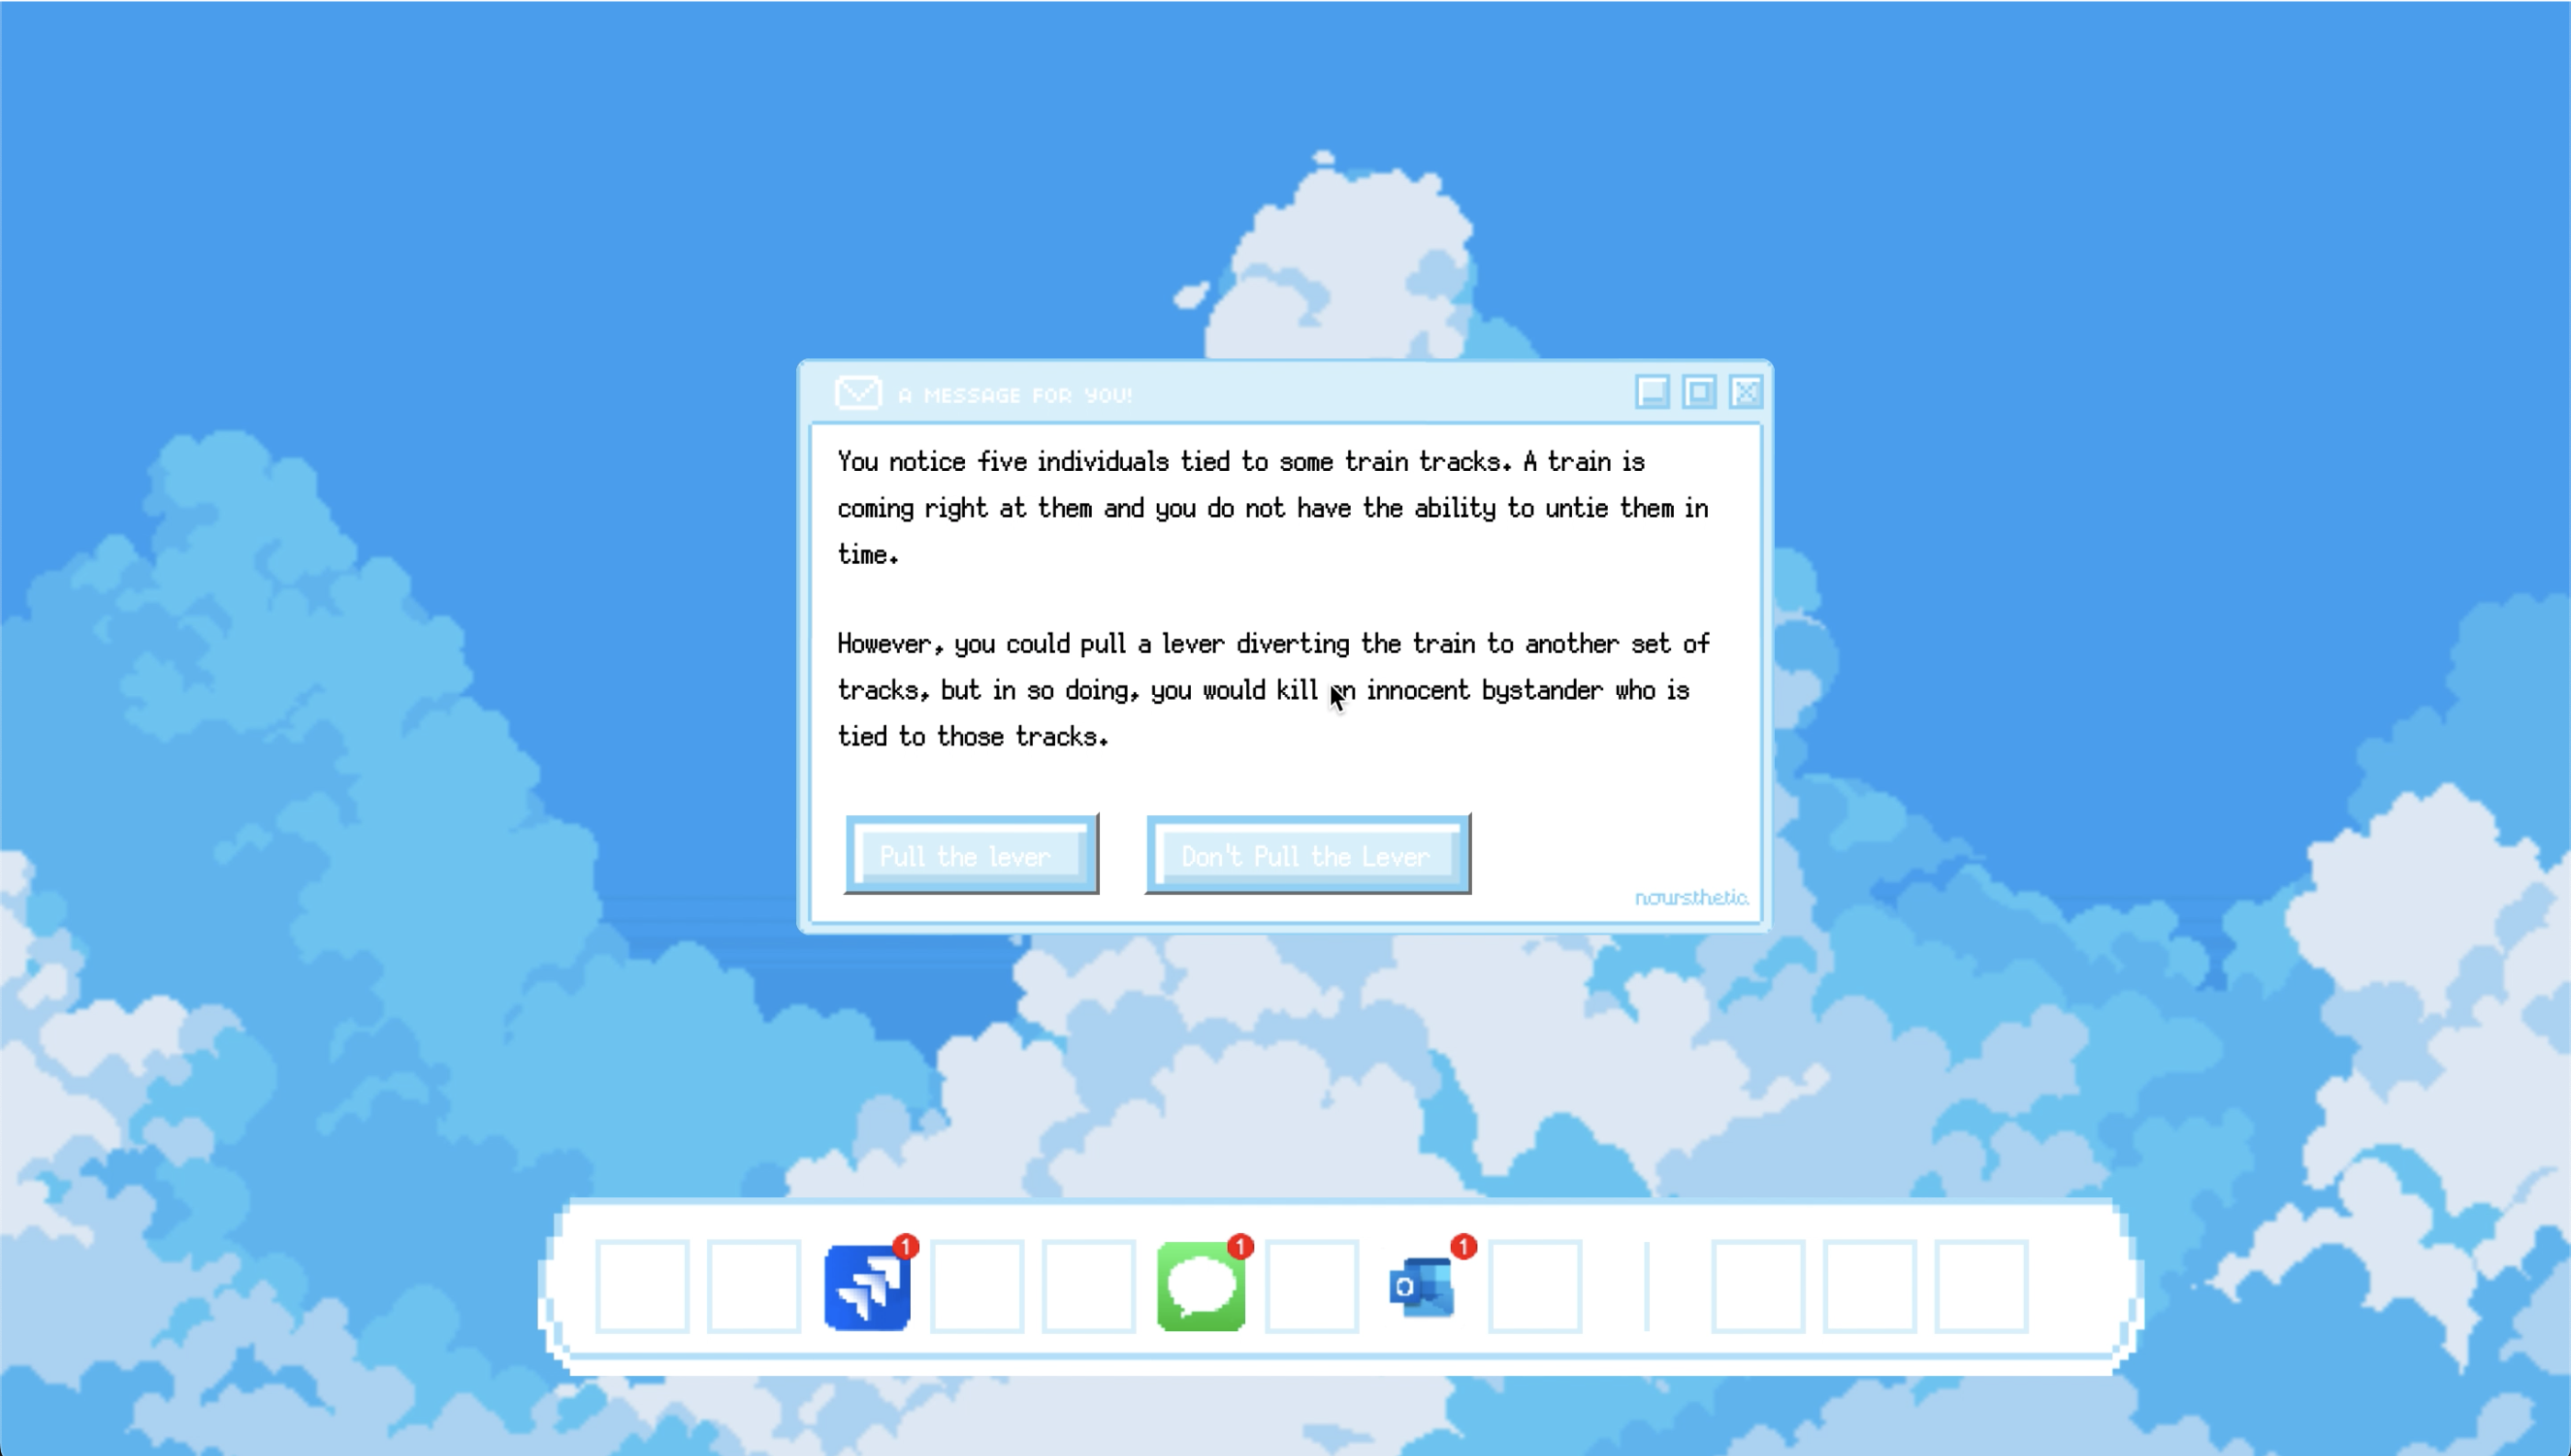 A MESSAGE FOR YOU!
You notice five individuals tied to some train tracks. A train is
coming right at them and you do not have the ability to untie them in
time.
However, you could pull a lever diverting the train to another set of
tracks, but in so doing, you would kill an innocent bystander who is
tied to those tracks.
Pull the lever
Don't Pull the Lever
noursthetic
1
1
O
1